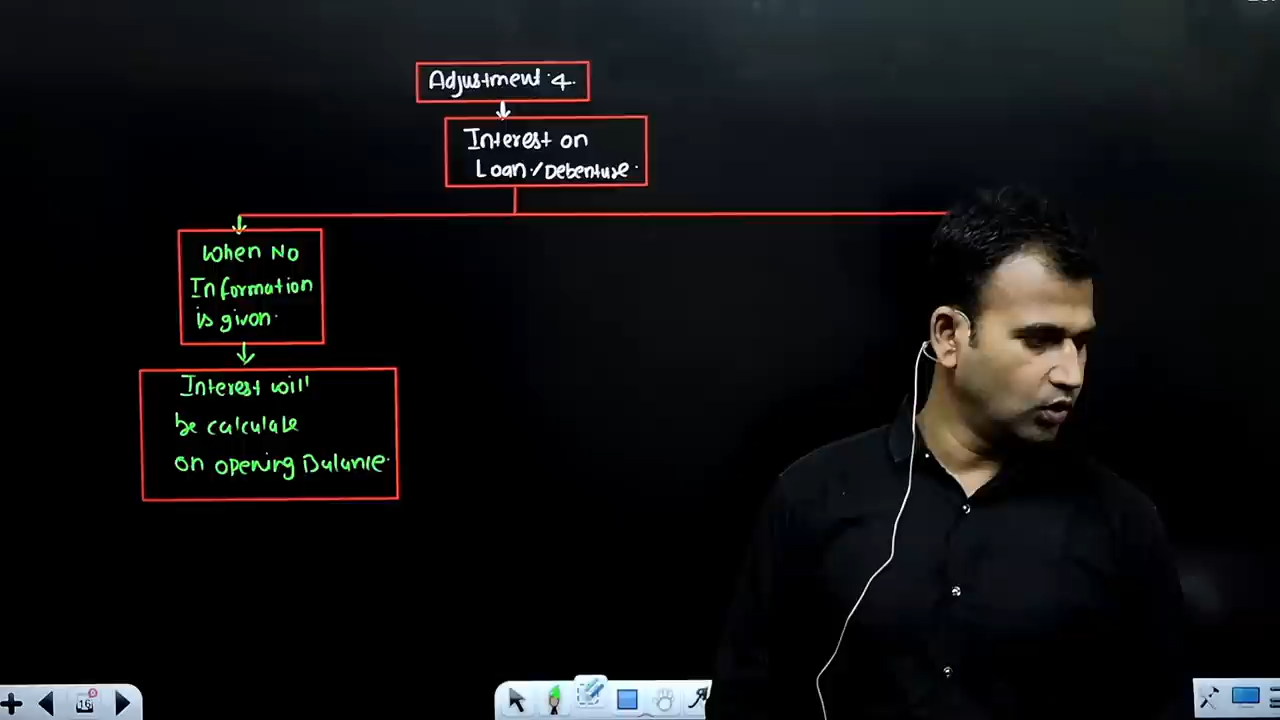 Adjustment 4.
Interest on
Loan/Debenture.
When No
Information
is given.
Interest will
be calculate
on opening Balance.